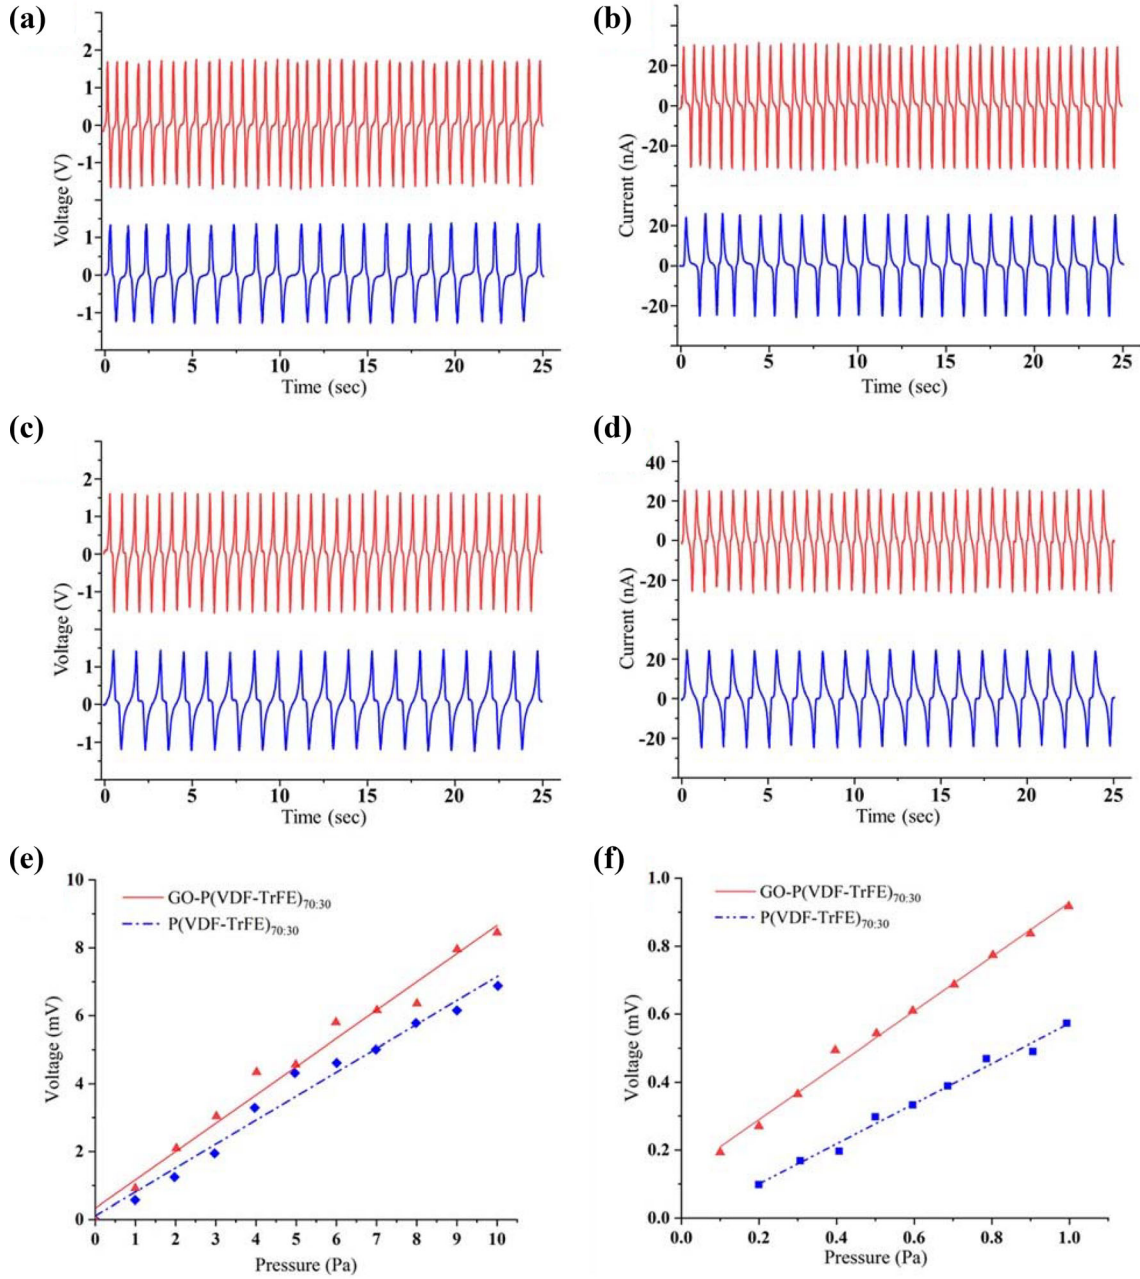 (a)
2
1
0
-1
1
0
-1
Voltage (V)
0 5 10 15 20 25
Time (sec)
(b)
20
0
-20
20
0
-20
Current (nA)
0 5 10 15 20 25
Time (sec)
(c)
2
1
0
-1
1
0
-1
Voltage (V)
0 5 10 15 20 25
Time (sec)
(d)
40
20
0
-20
20
0
-20
Current (nA)
0 5 10 15 20 25
Time (sec)
(e)
10
8
6
4
2
0
Voltage (mV)
GO-P(VDF-TrFE)70:30
P(VDF-TrFE)70:30
0 1 2 3 4 5 6 7 8 9 10
Pressure (Pa)
(f)
1.0
0.8
0.6
0.4
0.2
0.0
Voltage (mV)
GO-P(VDF-TrFE)70:30
P(VDF-TrFE)70:30
0.0 0.2 0.4 0.6 0.8 1.0
Pressure (Pa)